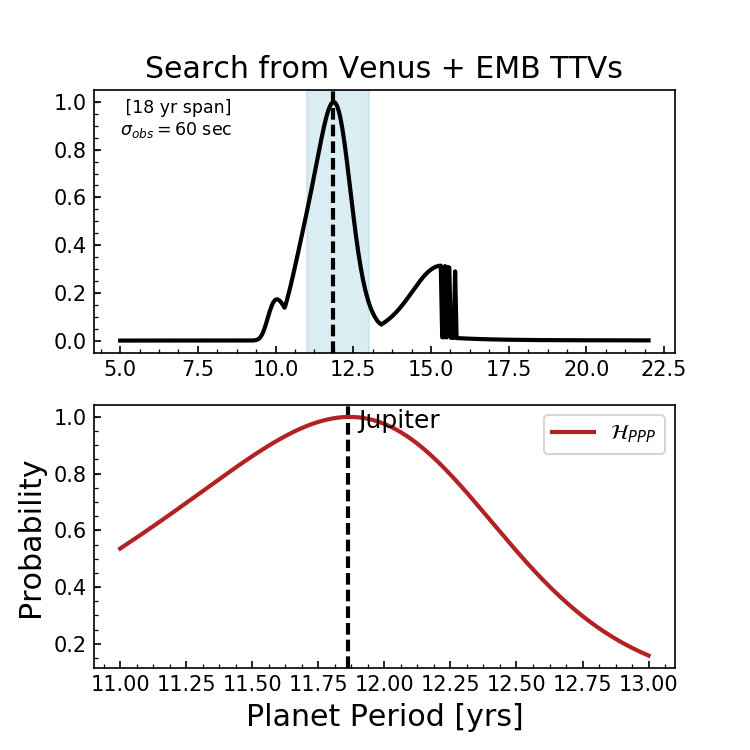 Search from Venus + EMB TTVs
[18 yr span]
σ_obs = 60 sec
1.0
0.8
0.6
0.4
0.2
0.0
5.0 7.5 10.0 12.5 15.0 17.5 20.0 22.5
Jupiter
ℋ_PPP
1.0
0.8
0.6
0.4
0.2
Probability
11.00 11.25 11.50 11.75 12.00 12.25 12.50 12.75 13.00
Planet Period [yrs]